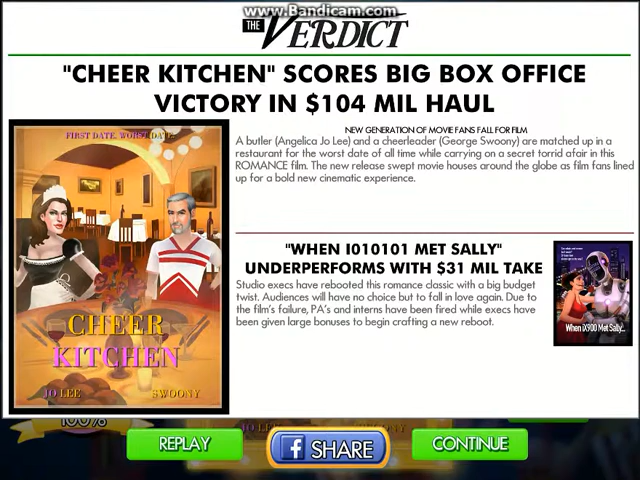 www.Bandicam.com
THE VERDICT
"CHEER KITCHEN" SCORES BIG BOX OFFICE
VICTORY IN $104 MIL HAUL
FIRST DATE. WORST DATE.
CHEER
KITCHEN
JO LEE SWOONY
NEW GENERATION OF MOVIE FANS FALL FOR FILM
A butler (Angelica Jo Lee) and a cheerleader (George Swoony) are matched up in a
restaurant for the worst date of all time while carrying on a secret torrid afair in this
ROMANCE film. The new release swept movie houses around the globe as film fans lined
up for a bold new cinematic experience.
"WHEN I010101 MET SALLY"
UNDERPERFORMS WITH $31 MIL TAKE
Studio execs have rebooted this romance classic with a big budget
twist. Audiences will have no choice but to fall in love again. Due to
the film's failure, PA's and interns have been fired while execs have
been given large bonuses to begin crafting a new reboot.
When iX900 Met Sally...
100%
JO LEE
REPLAY
f SHARE
CONTINUE